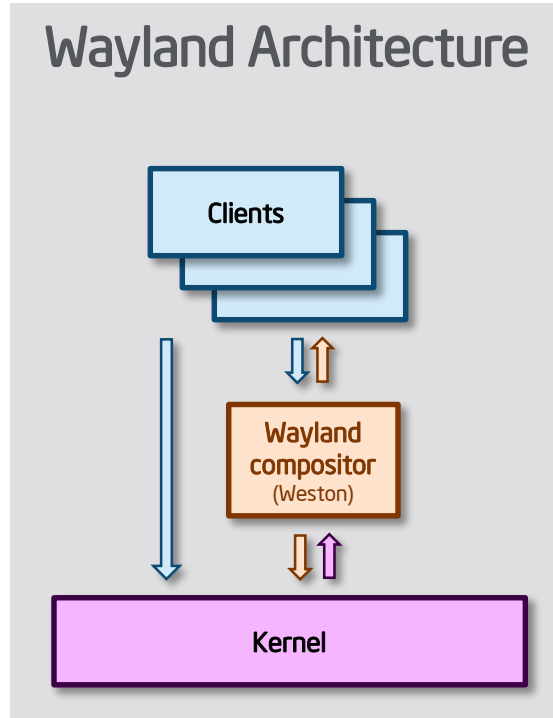 Wayland Architecture
Clients
Wayland
compositor
(Weston)
Kernel